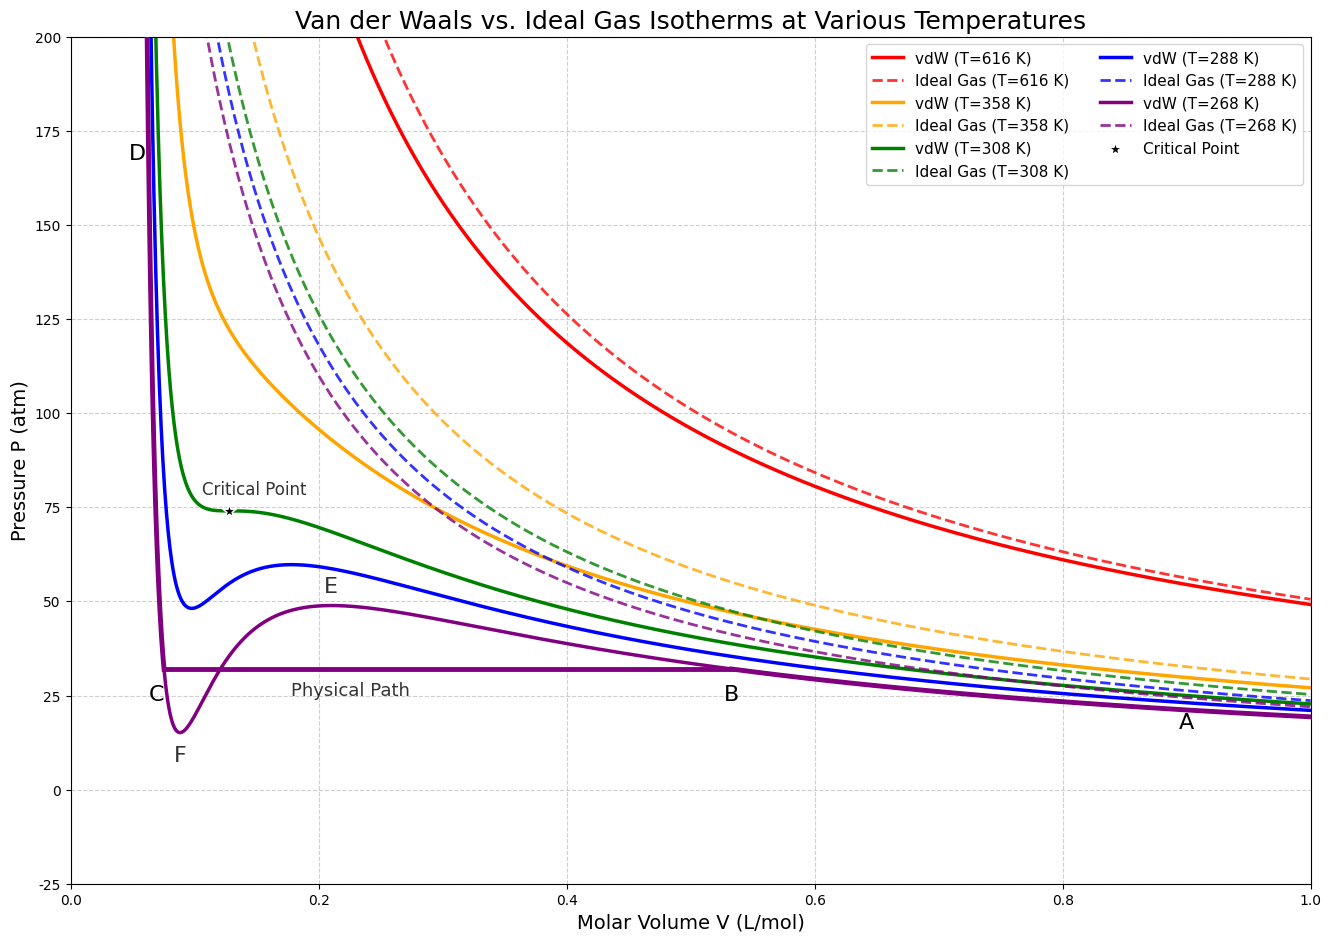 Van der Waals vs. Ideal Gas Isotherms at Various Temperatures
vdW (T=616 K)
Ideal Gas (T=616 K)
vdW (T=358 K)
Ideal Gas (T=358 K)
vdW (T=308 K)
Ideal Gas (T=308 K)
vdW (T=288 K)
Ideal Gas (T=288 K)
vdW (T=268 K)
Ideal Gas (T=268 K)
Critical Point
Pressure P (atm)
200
175
150
125
100
75
50
25
0
-25
D
Critical Point
E
C
Physical Path
B
A
F
0.0
0.2
0.4
0.6
0.8
1.0
Molar Volume V (L/mol)